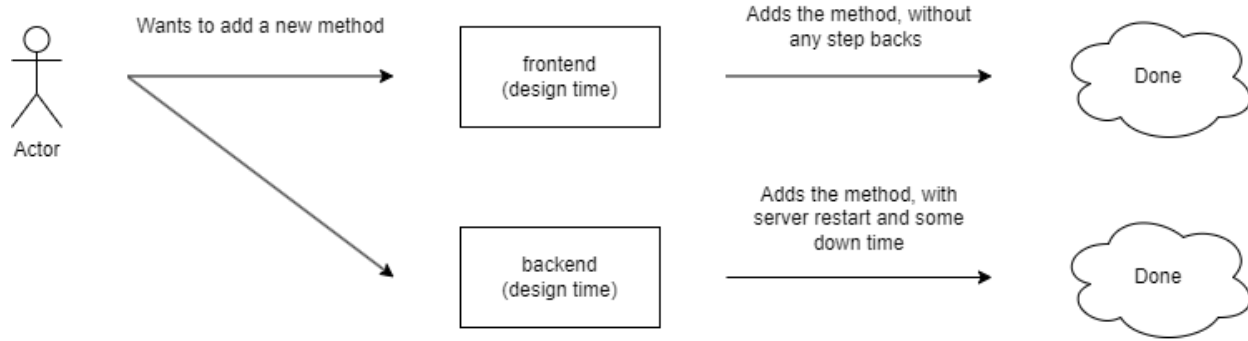 Wants to add a new method
Actor
frontend
(design time)
Adds the method, without
any step backs
Done
backend
(design time)
Adds the method, with
server restart and some
down time
Done